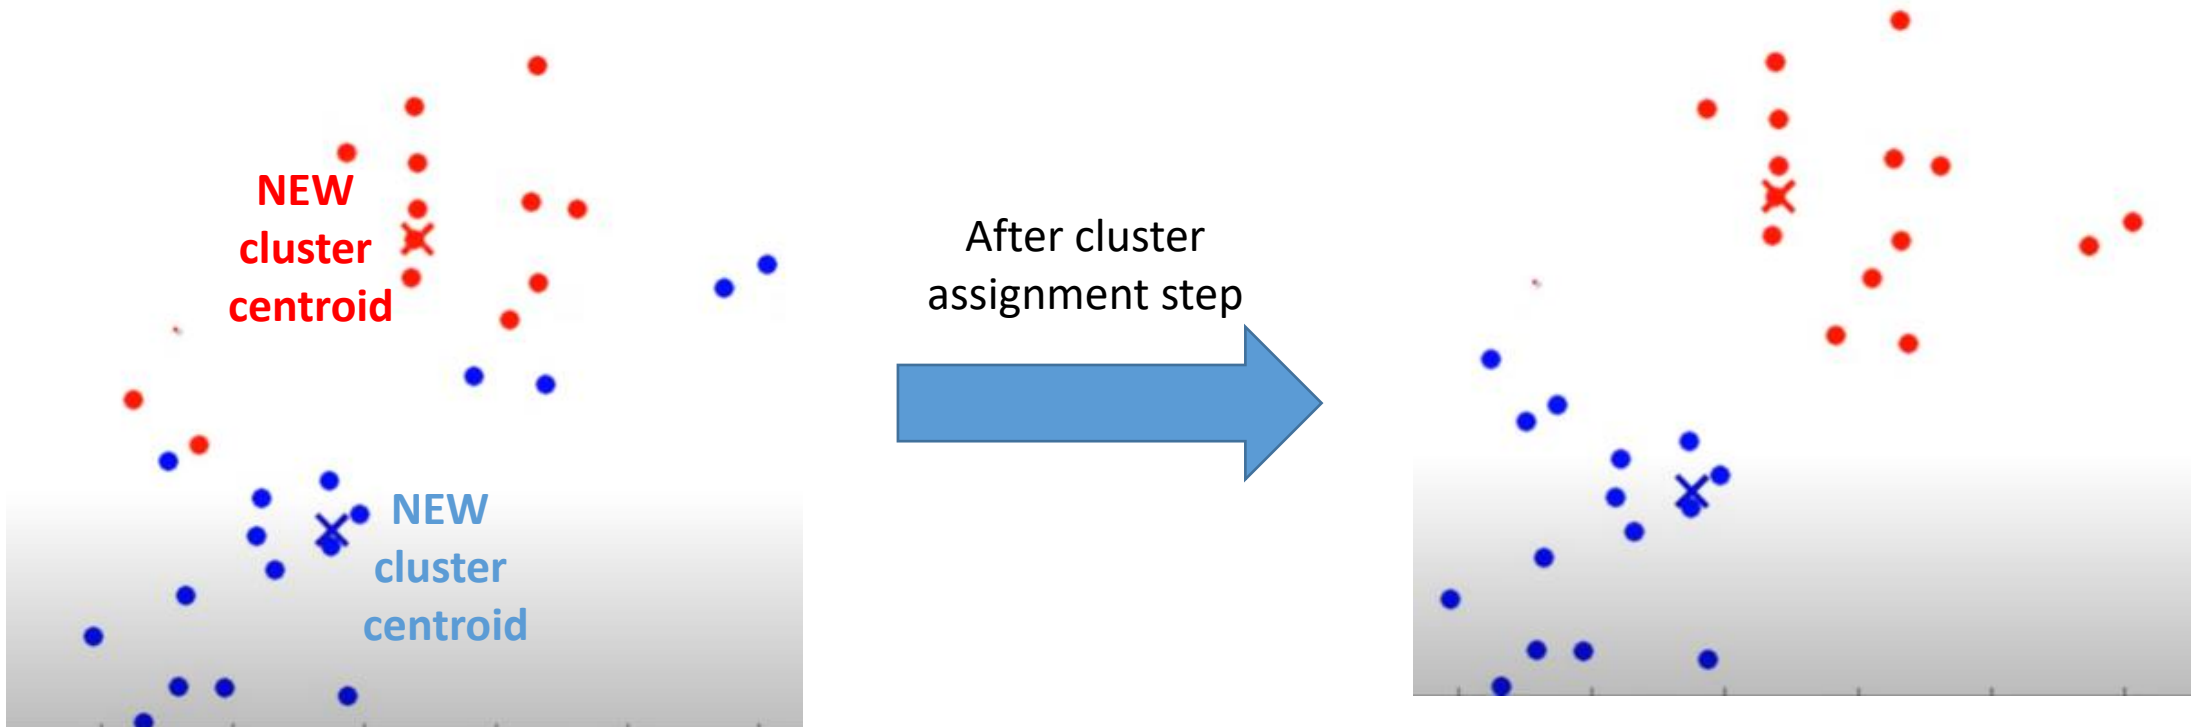 NEW
cluster
centroid
After cluster
assignment step
NEW
cluster
centroid